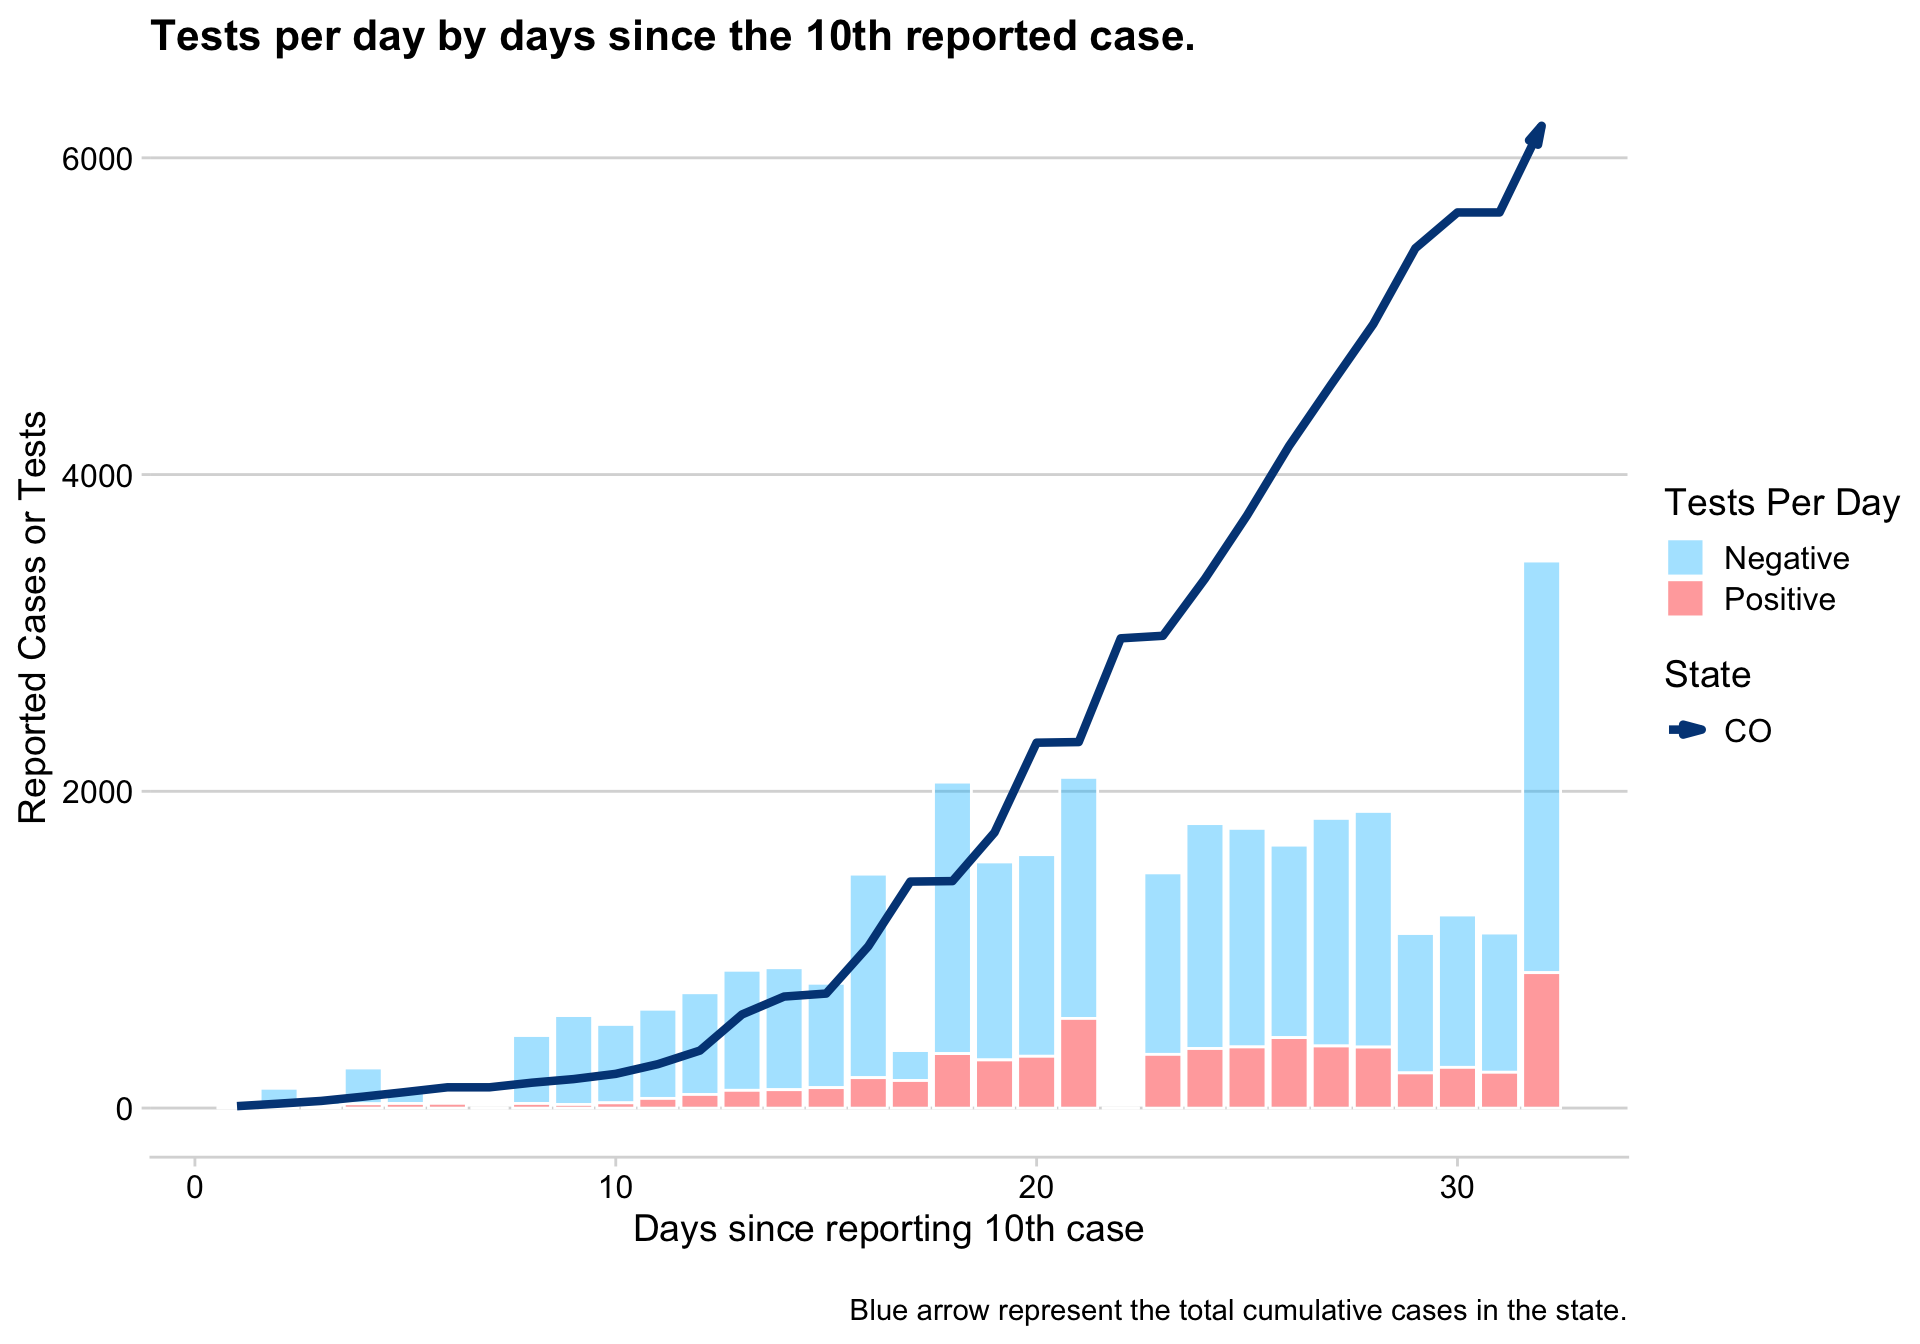 Tests per day by days since the 10th reported case.
6000
4000
2000
0
Reported Cases or Tests
0
10
20
30
Days since reporting 10th case
Tests Per Day
Negative
Positive
State
CO
Blue arrow represent the total cumulative cases in the state.